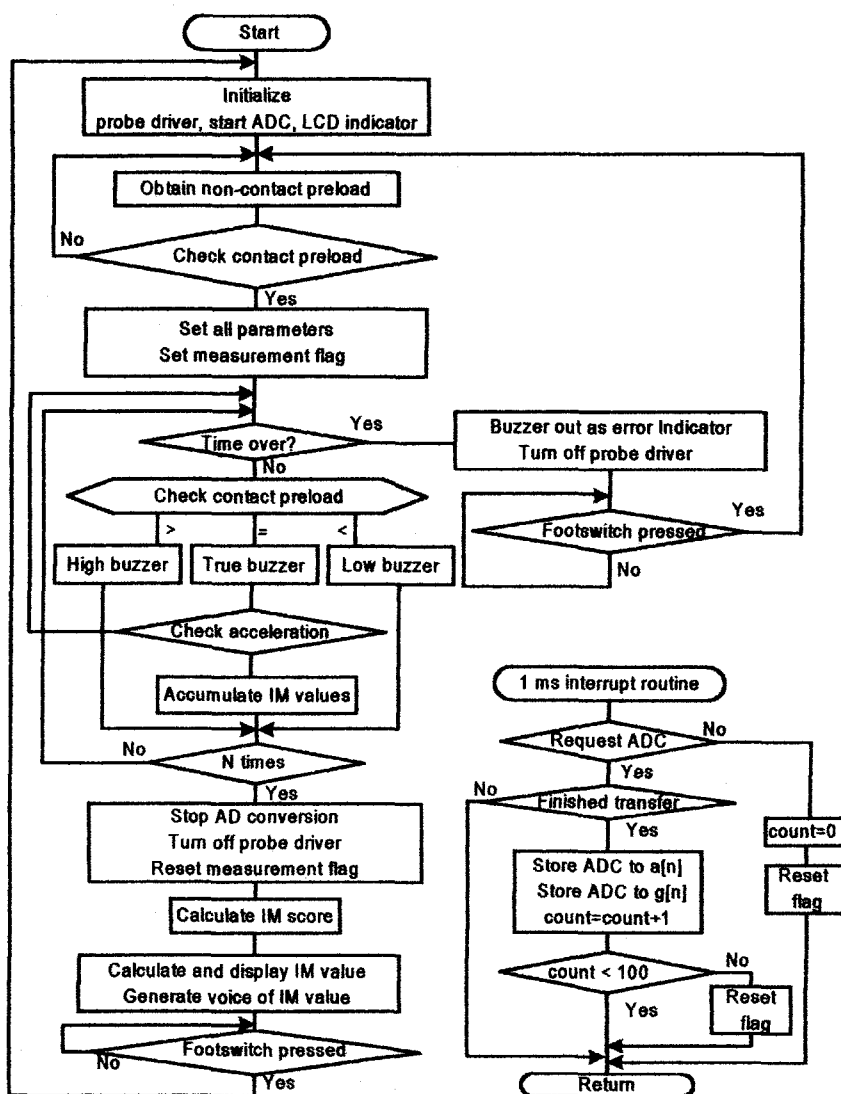 Start
Initialize
probe driver, start ADC, LCD indicator
Obtain non-contact preload
No
Check contact preload
Yes
Set all parameters
Set measurement flag
Time over?
Yes
No
Buzzer out as error Indicator
Turn off probe driver
Check contact preload
>
=
<
High buzzer
True buzzer
Low buzzer
Footswitch pressed
Yes
No
Check acceleration
Accumulate IM values
No
N times
Yes
Stop AD conversion
Turn off probe driver
Reset measurement flag
Calculate IM score
Calculate and display IM value
Generate voice of IM value
Footswitch pressed
No
Yes
1 ms interrupt routine
Request ADC
No
Yes
No
Finished transfer
Yes
count=0
Reset
flag
Store ADC to a[n]
Store ADC to g[n]
count=count+1
count < 100
No
Yes
Reset
flag
Return